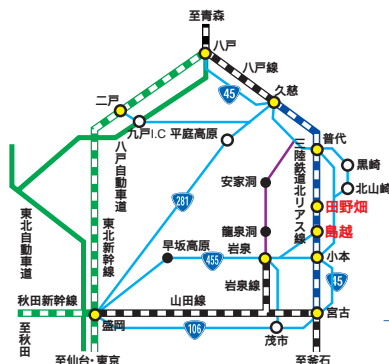 至青森
八戸
八戸線
二戸
45
久慈
九戸I.C
平庭高原
普代
八戸自動車道
三陸鉄道北リアス線
黒崎
281
安家洞
北山崎
東北自動車道
東北新幹線
田野畑
龍泉洞
島越
早坂高原
岩泉
455
小本
岩泉線
45
秋田新幹線
山田線
至秋田
盛岡
106
宮古
茂市
至仙台・東京
至釜石